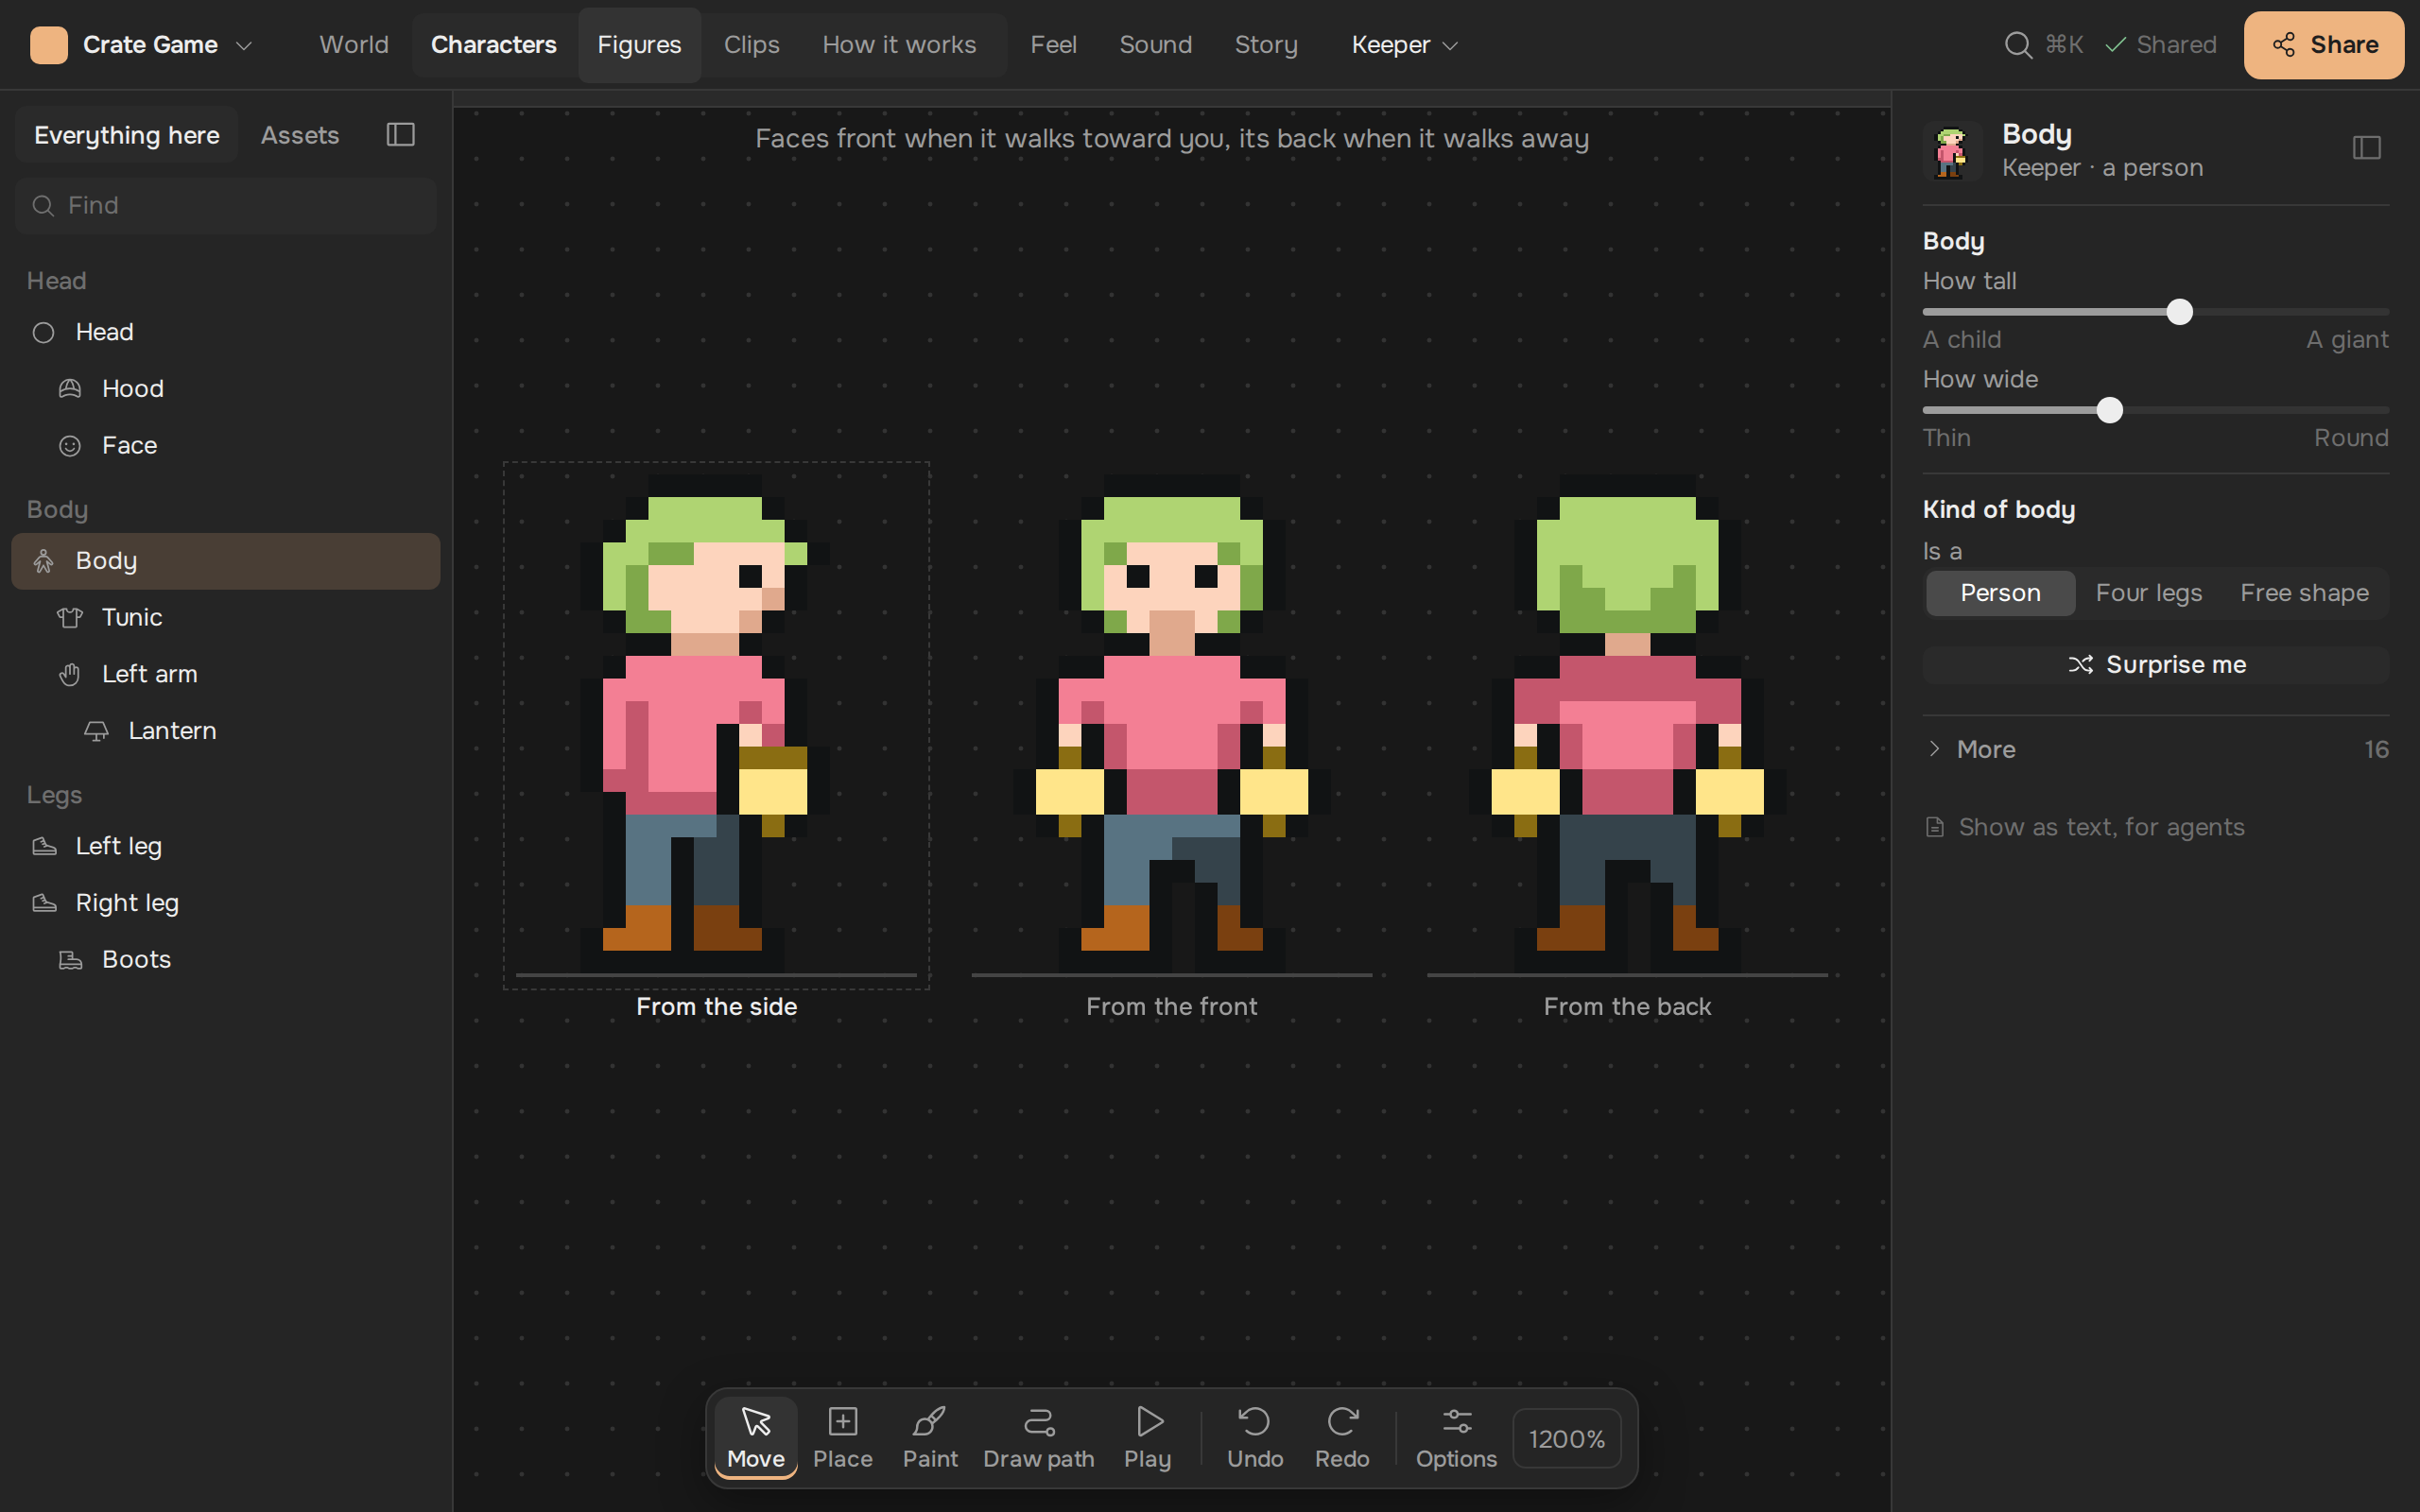 Crate Game
World
Characters
Figures
Clips
How it works
Feel
Sound
Story
Keeper
⌘K
Shared
Share
Everything here
Assets
Find
Head
Head
Hood
Face
Body
Body
Tunic
Left arm
Lantern
Legs
Left leg
Right leg
Boots
Faces front when it walks toward you, its back when it walks away
From the side
From the front
From the back
Move
Place
Paint
Draw path
Play
Undo
Redo
Options
1200%
Body
Keeper · a person
Body
How tall
A child
A giant
How wide
Thin
Round
Kind of body
Is a
Person
Four legs
Free shape
Surprise me
More
16
Show as text, for agents